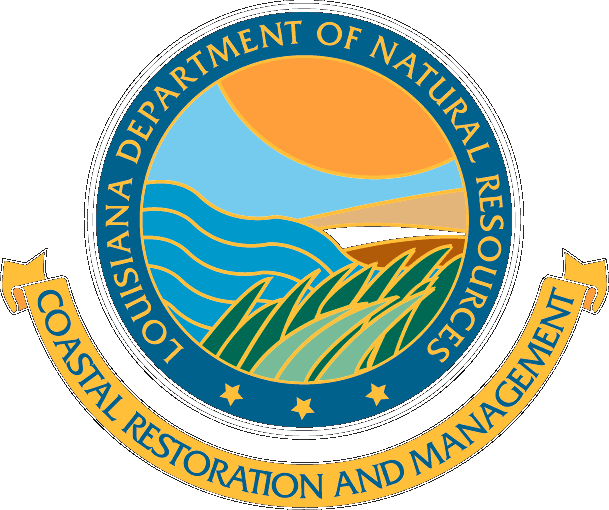 LOUISIANA DEPARTMENT OF NATURAL RESOURCES
COASTAL RESTORATION AND MANAGEMENT